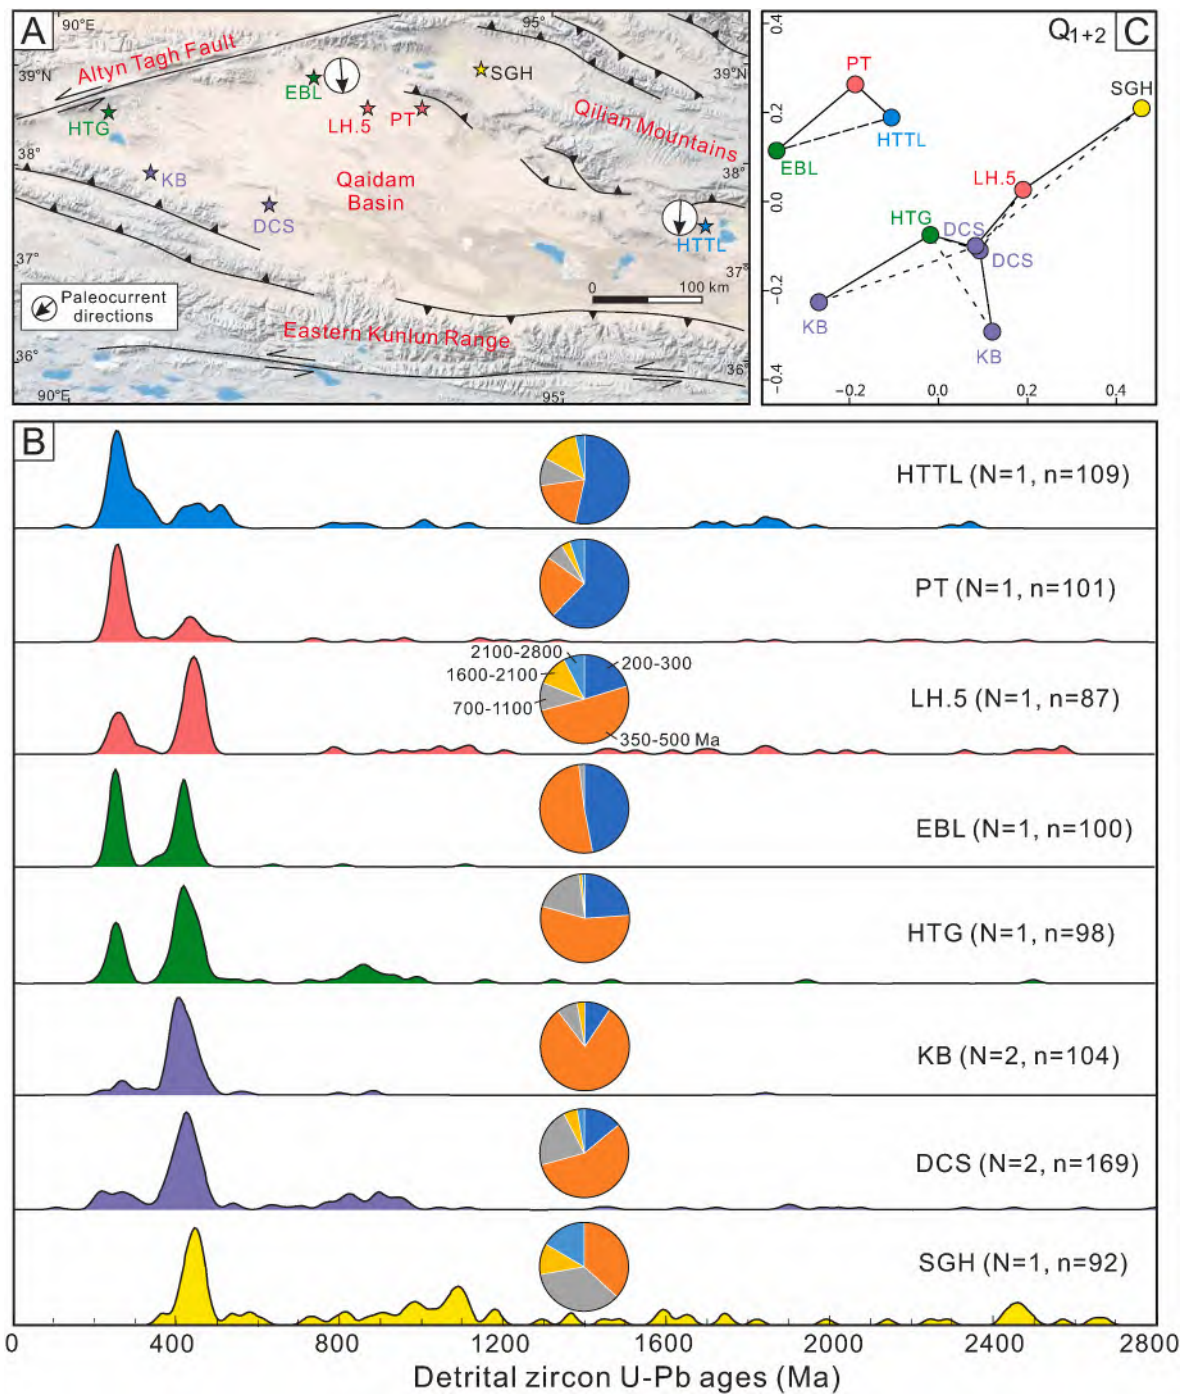 A
90°E
95°
39°N
39°N
Altyn Tagh Fault
EBL
SGH
HTG
LH.5
PT
Qilian Mountains
38°
38°
KB
Qaidam
Basin
DCS
HTTL
37°
37°
Paleocurrent
directions
0
100 km
Eastern Kunlun Range
36°
36°
90°E
95°
C
Q1+2
0.4
0.2
0.0
-0.2
-0.4
PT
SGH
HTTL
EBL
LH.5
HTG
DCS
DCS
KB
KB
-0.2
0.0
0.2
0.4
B
HTTL (N=1, n=109)
PT (N=1, n=101)
2100-2800
200-300
1600-2100
700-1100
LH.5 (N=1, n=87)
350-500 Ma
EBL (N=1, n=100)
HTG (N=1, n=98)
KB (N=2, n=104)
DCS (N=2, n=169)
SGH (N=1, n=92)
0 400 800 1200 1600 2000 2400 2800
Detrital zircon U-Pb ages (Ma)